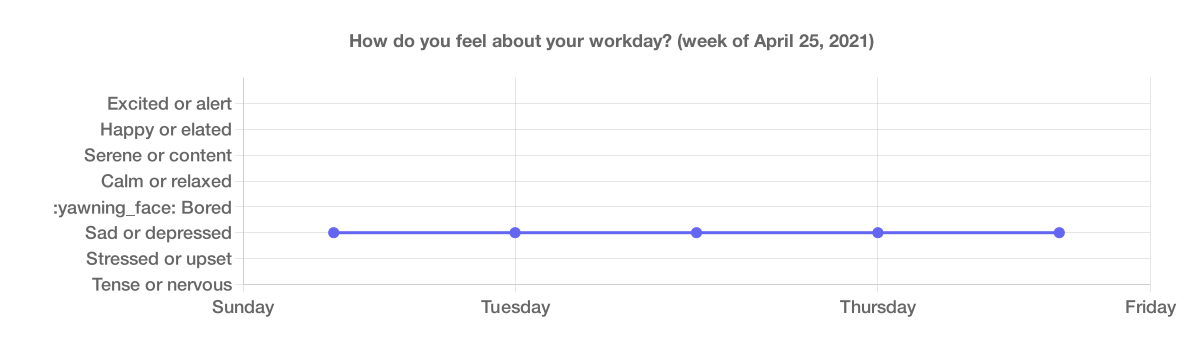 How do you feel about your workday? (week of April 25, 2021)
Excited or alert
Happy or elated
Serene or content
Calm or relaxed
:yawning_face: Bored
Sad or depressed
Stressed or upset
Tense or nervous
Sunday Tuesday Thursday Friday